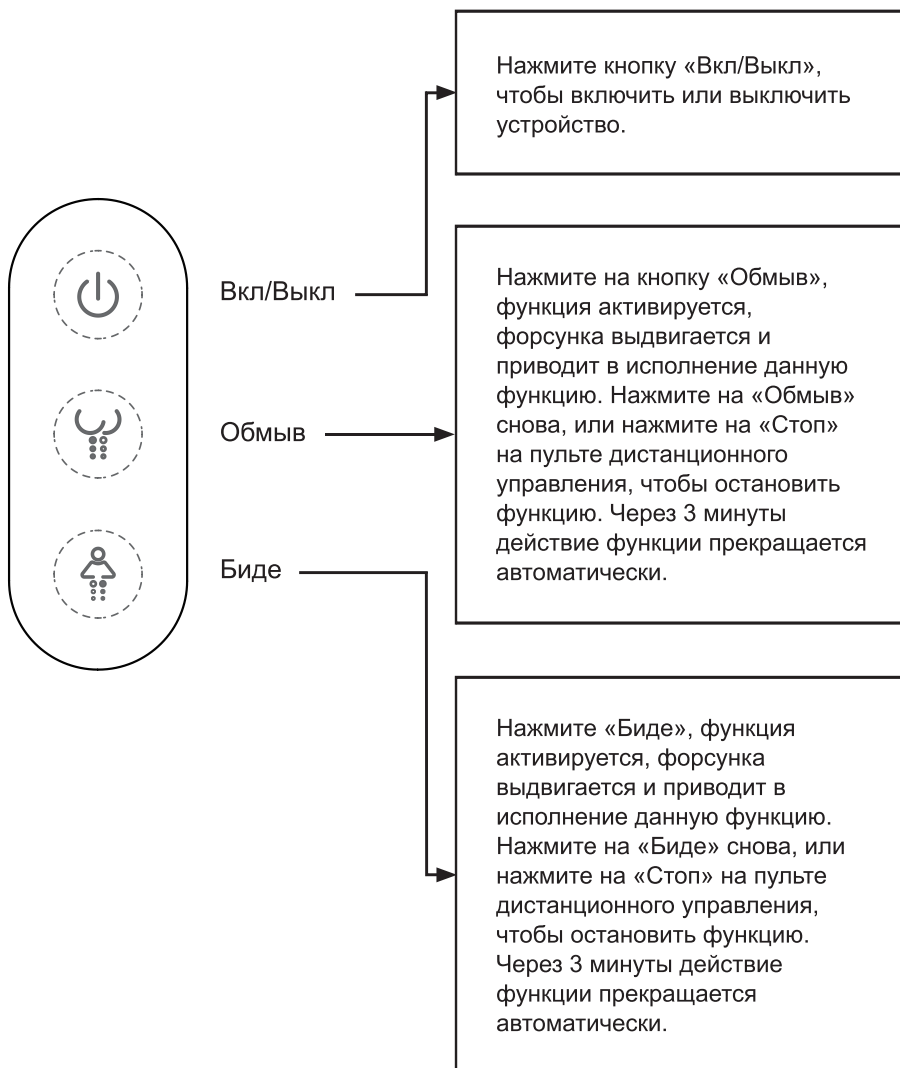 Нажмите кнопку «Вкл/Выкл»,
чтобы включить или выключить
устройство.
Вкл/Выкл
Нажмите на кнопку «Обмыв»,
функция активируется,
форсунка выдвигается и
приводит в исполнение данную
функцию. Нажмите на «Обмыв»
снова, или нажмите на «Стоп»
на пульте дистанционного
управления, чтобы остановить
функцию. Через 3 минуты
действие функции прекращается
автоматически.
Обмыв
Биде
Нажмите «Биде», функция
активируется, форсунка
выдвигается и приводит в
исполнение данную функцию.
Нажмите на «Биде» снова, или
нажмите на «Стоп» на пульте
дистанционного управления,
чтобы остановить функцию.
Через 3 минуты действие
функции прекращается
автоматически.